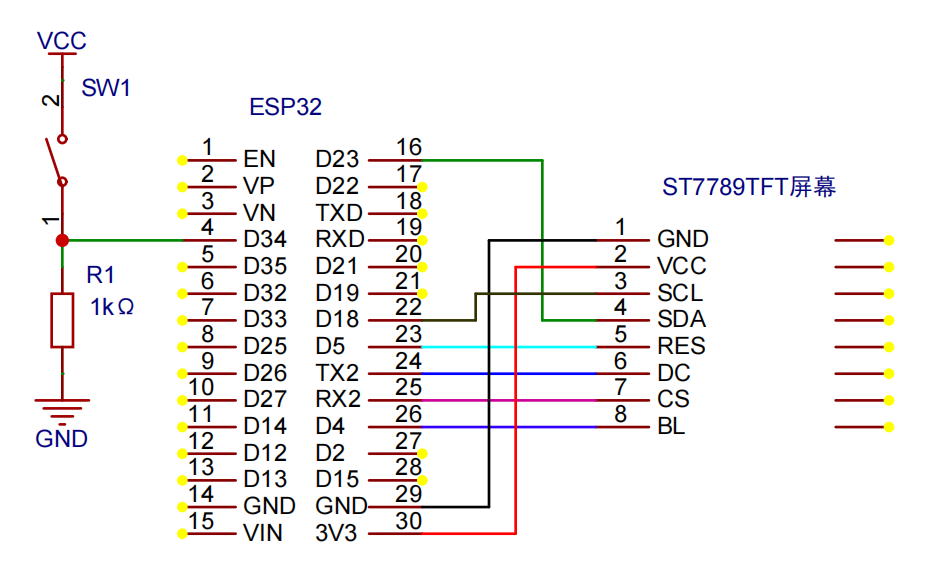 VCC
SW1
2
1
R1
1kΩ
GND
ESP32
1 EN
2 VP
3 VN
4 D34
5 D35
6 D32
7 D33
8 D25
9 D26
10 D27
11 D14
12 D12
13 D13
14 GND
15 VIN
D23 16
D22 17
TXD 18
RXD 19
D21 20
D19 21
D18 22
D5 23
TX2 24
RX2 25
D4 26
D2 27
D15 28
GND 29
3V3 30
ST7789TFT屏幕
1 GND
2 VCC
3 SCL
4 SDA
5 RES
6 DC
7 CS
8 BL